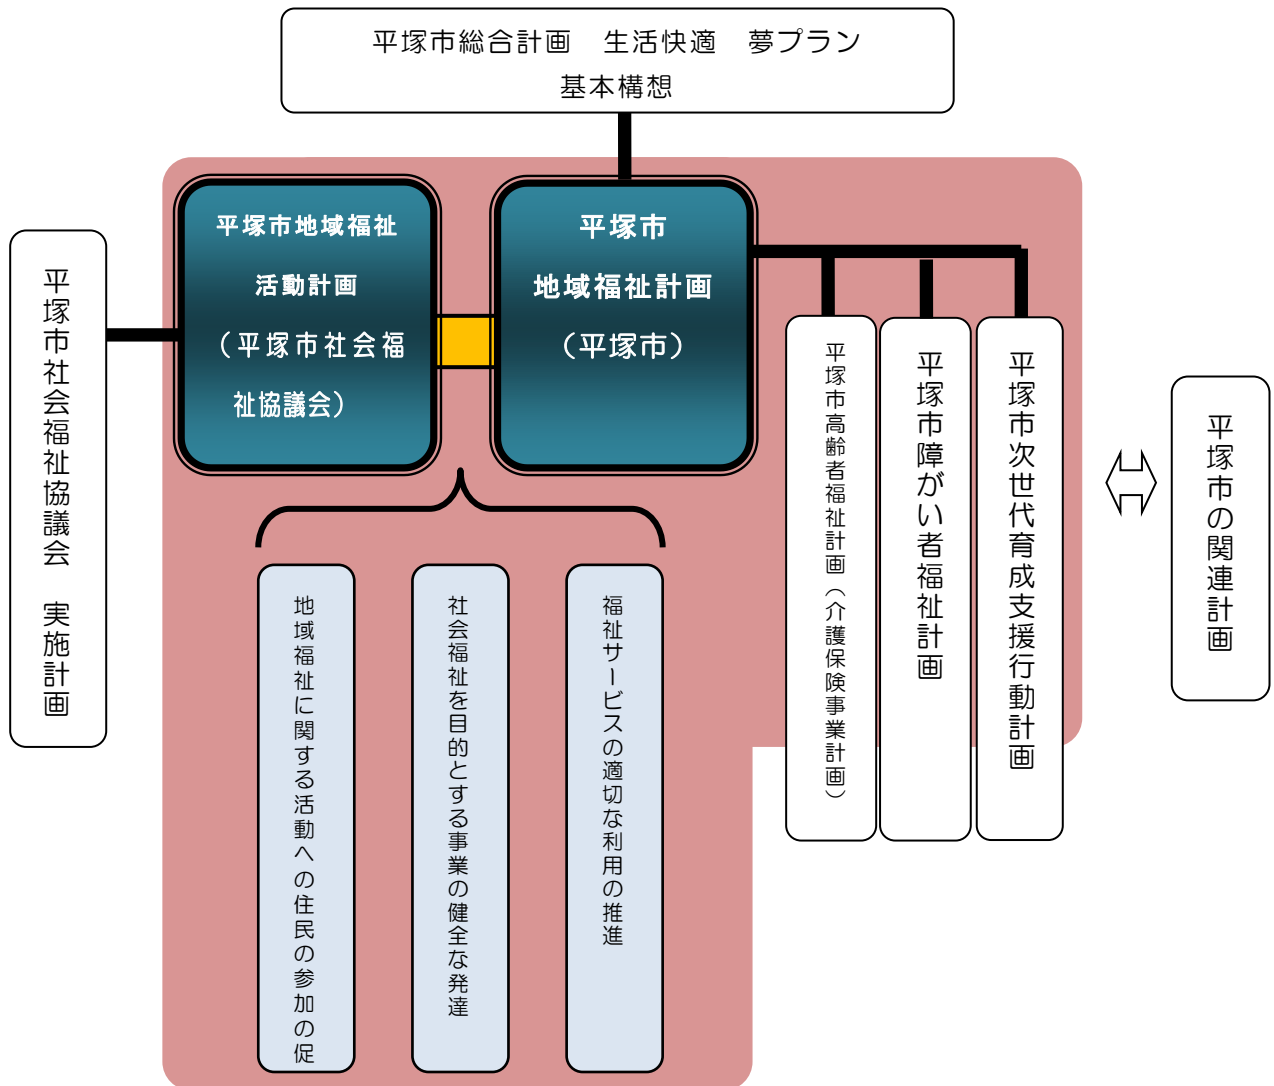 平塚市総合計画　生活快適　夢プラン
基本構想
平塚市地域福祉
活動計画
（平塚市社会福
祉協議会）
平塚市
地域福祉計画
（平塚市）
平塚市社会福祉協議会　実施計画
平塚市高齢者福祉計画（介護保険事業計画）
平塚市障がい者福祉計画
平塚市次世代育成支援行動計画
平塚市の関連計画
地域福祉に関する活動への住民の参加の促
社会福祉を目的とする事業の健全な発達
福祉サービスの適切な利用の推進